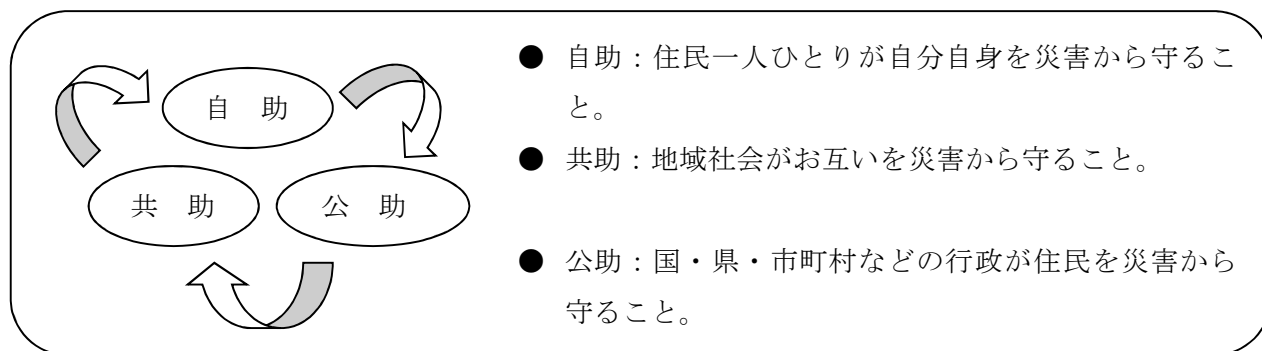 自 助
共 助
公 助
● 自助：住民一人ひとりが自分自身を災害から守るこ
と。
● 共助：地域社会がお互いを災害から守ること。
● 公助：国・県・市町村などの行政が住民を災害から
守ること。